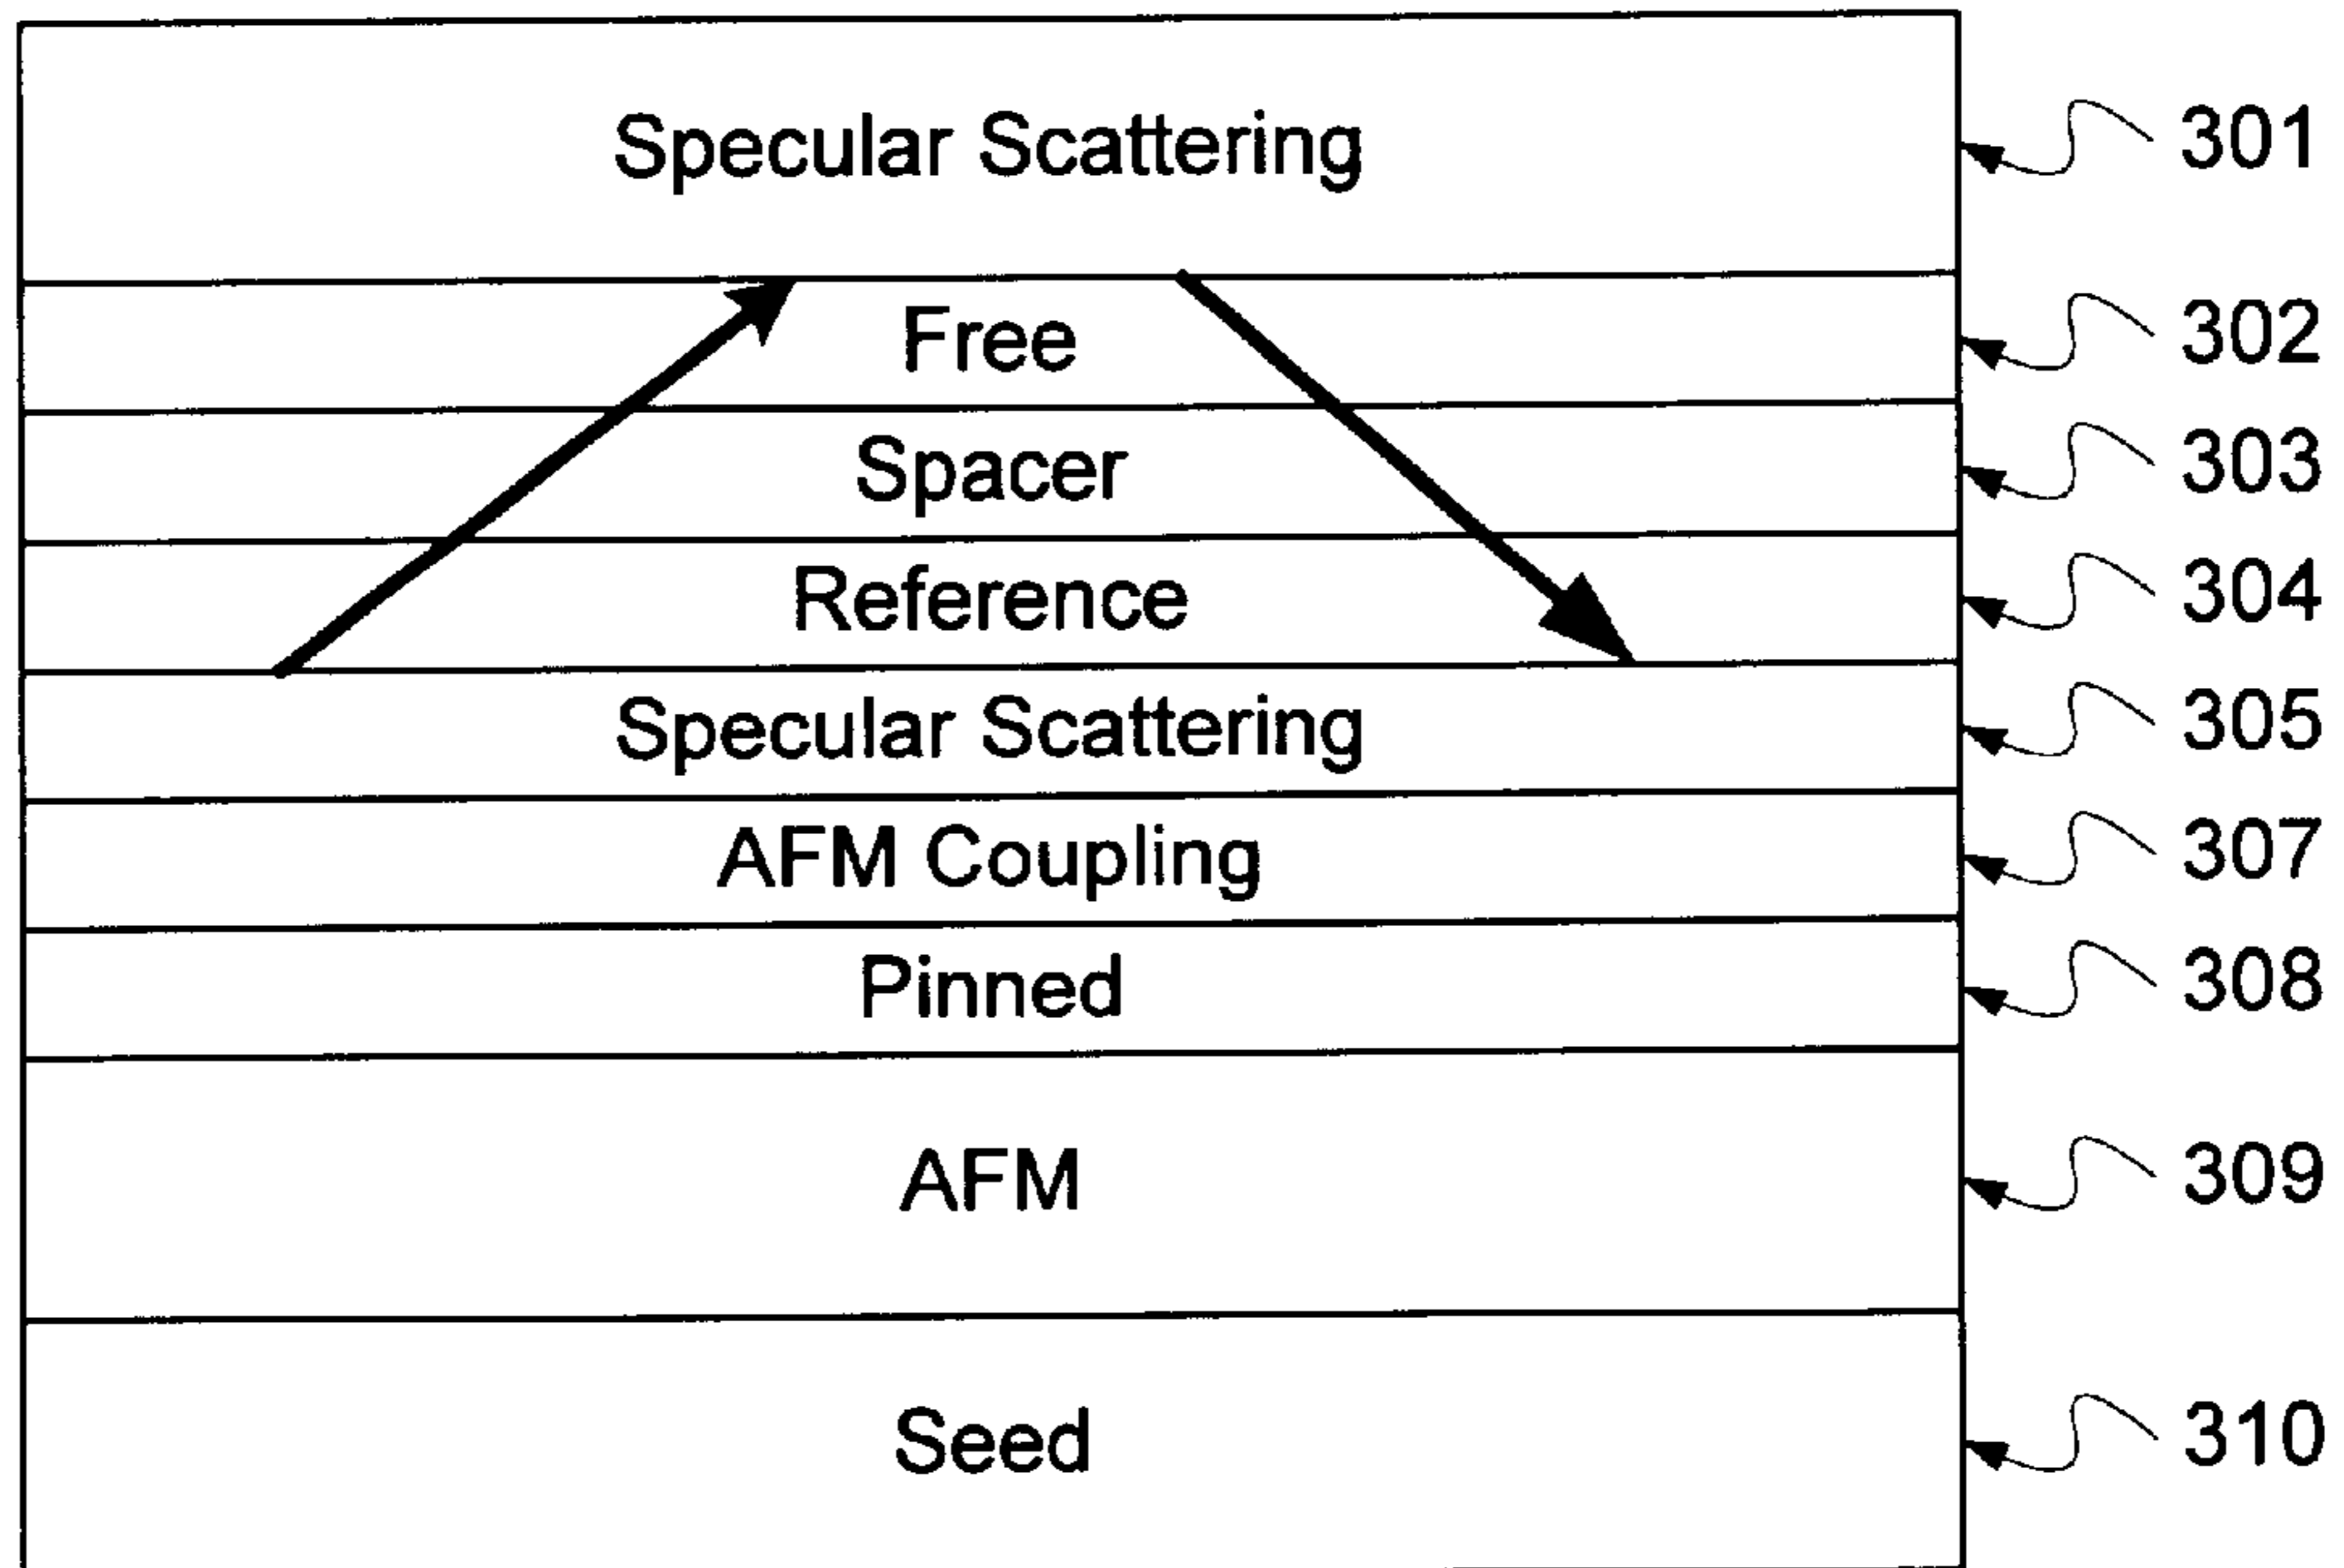 Specular Scattering 301
Free 302
Spacer 303
Reference 304
Specular Scattering 305
AFM Coupling 307
Pinned 308
AFM 309
Seed 310